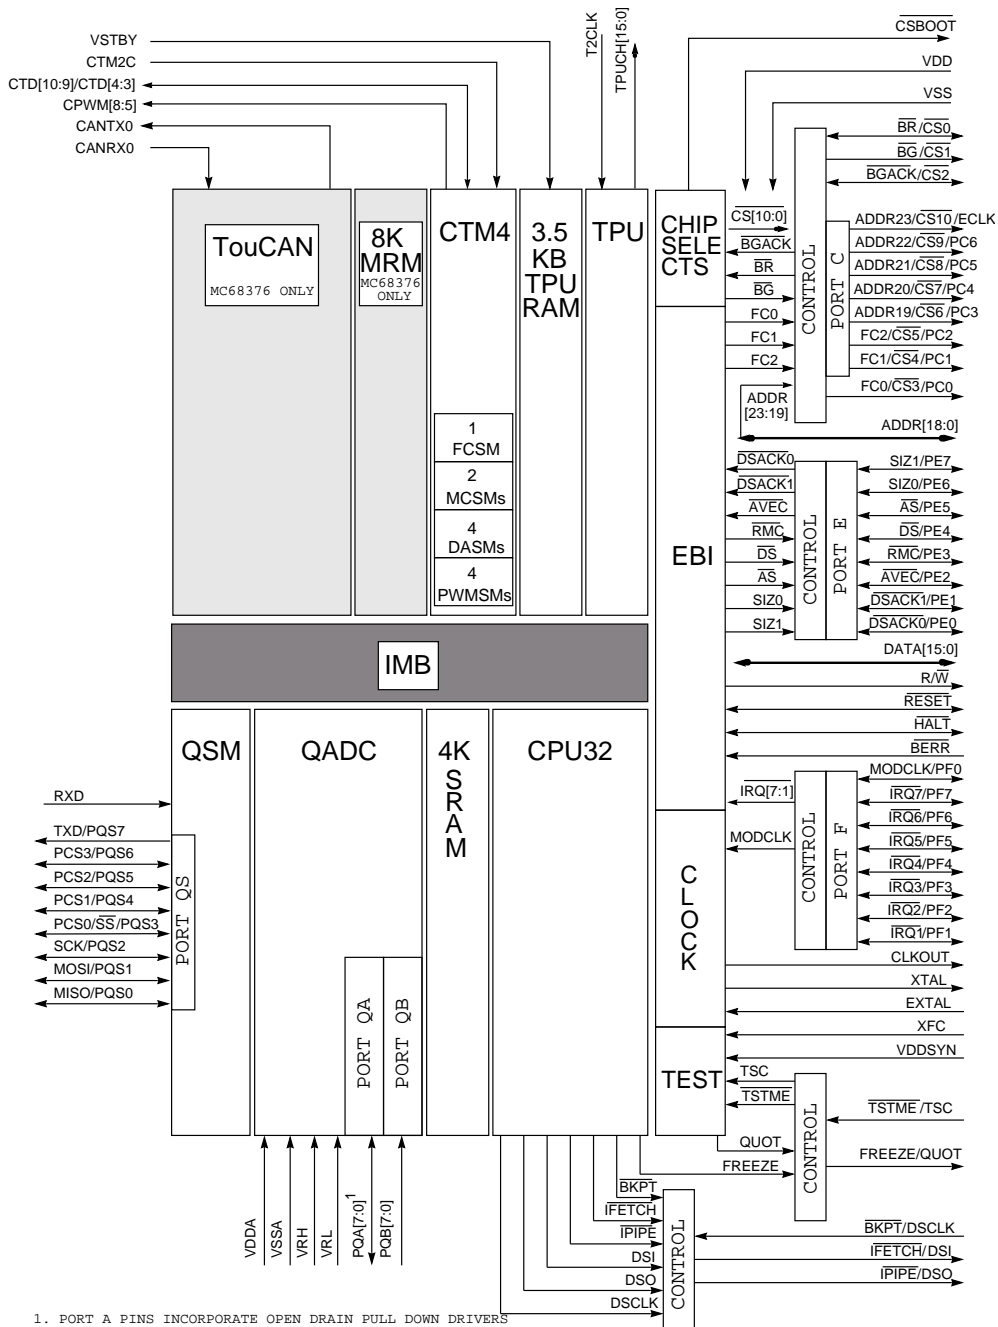 VSTBY
CTM2C
CTD[10:9]/CTD[4:3]
CPWM[8:5]
CANTX0
CANRX0
T2CLK
TPUCH[15:0]
CSBOOT
VDD
VSS
BR/CS0
BG/CS1
BGACK/CS2
ADDR23/CS10/ECLK
ADDR22/CS9/PC6
ADDR21/CS8/PC5
ADDR20/CS7/PC4
ADDR19/CS6/PC3
FC2/CS5/PC2
FC1/CS4/PC1
FC0/CS3/PC0
CONTROL
PORT C
TouCAN
MC68376 ONLY
8K
MRM
MC68376
ONLY
CTM4
1
FCSM
2
MCSMs
4
DASMs
4
PWMSMs
3.5
KB
TPU
RAM
TPU
CHIP
SELE
CTS
CS[10:0]
BGACK
BR
BG
FC0
FC1
FC2
ADDR
[23:19]
ADDR[18:0]
EBI
DSACK0
DSACK1
AVEC
RMC
DS
AS
SIZ0
SIZ1
CONTROL
PORT E
SIZ1/PE7
SIZ0/PE6
AS/PE5
DS/PE4
RMC/PE3
AVEC/PE2
DSACK1/PE1
DSACK0/PE0
DATA[15:0]
R/W
RESET
HALT
BERR
IMB
QSM
QADC
4K
SRAM
CPU32
RXD
TXD/PQS7
PCS3/PQS6
PCS2/PQS5
PCS1/PQS4
PCS0/SS/PQS3
SCK/PQS2
MOSI/PQS1
MISO/PQS0
PORT QS
PORT QA
PORT QB
IRQ[7:1]
MODCLK
CONTROL
PORT F
MODCLK/PF0
IRQ7/PF7
IRQ6/PF6
IRQ5/PF5
IRQ4/PF4
IRQ3/PF3
IRQ2/PF2
IRQ1/PF1
CLOCK
CLKOUT
XTAL
EXTAL
XFC
VDDSYN
TEST
TSC
TSTME
QUOT
FREEZE
CONTROL
TSTME/TSC
FREEZE/QUOT
VDDA
VSSA
VRH
VRL
PQA[7:0]1
PQB[7:0]
BKPT
IFETCH
IPIPE
DSI
DSO
DSCLK
CONTROL
BKPT/DSCLK
IFETCH/DSI
IPIPE/DSO
1. PORT A PINS INCORPORATE OPEN DRAIN PULL DOWN DRIVERS